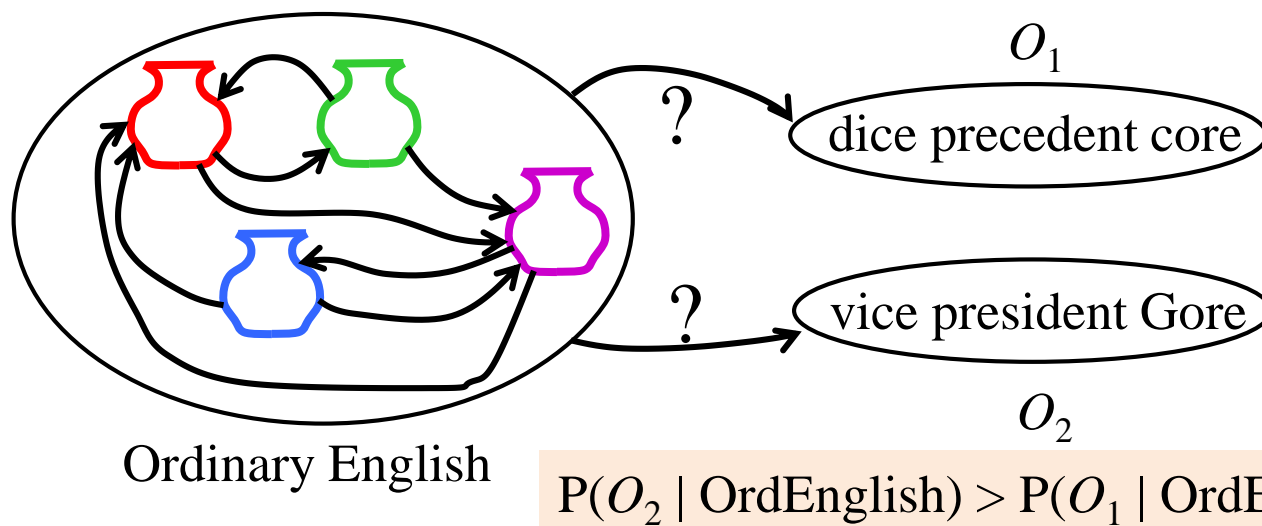 O1
?
dice precedent core
?
vice president Gore
O2
Ordinary English
P(O2 | OrdEnglish) > P(O1 | OrdE